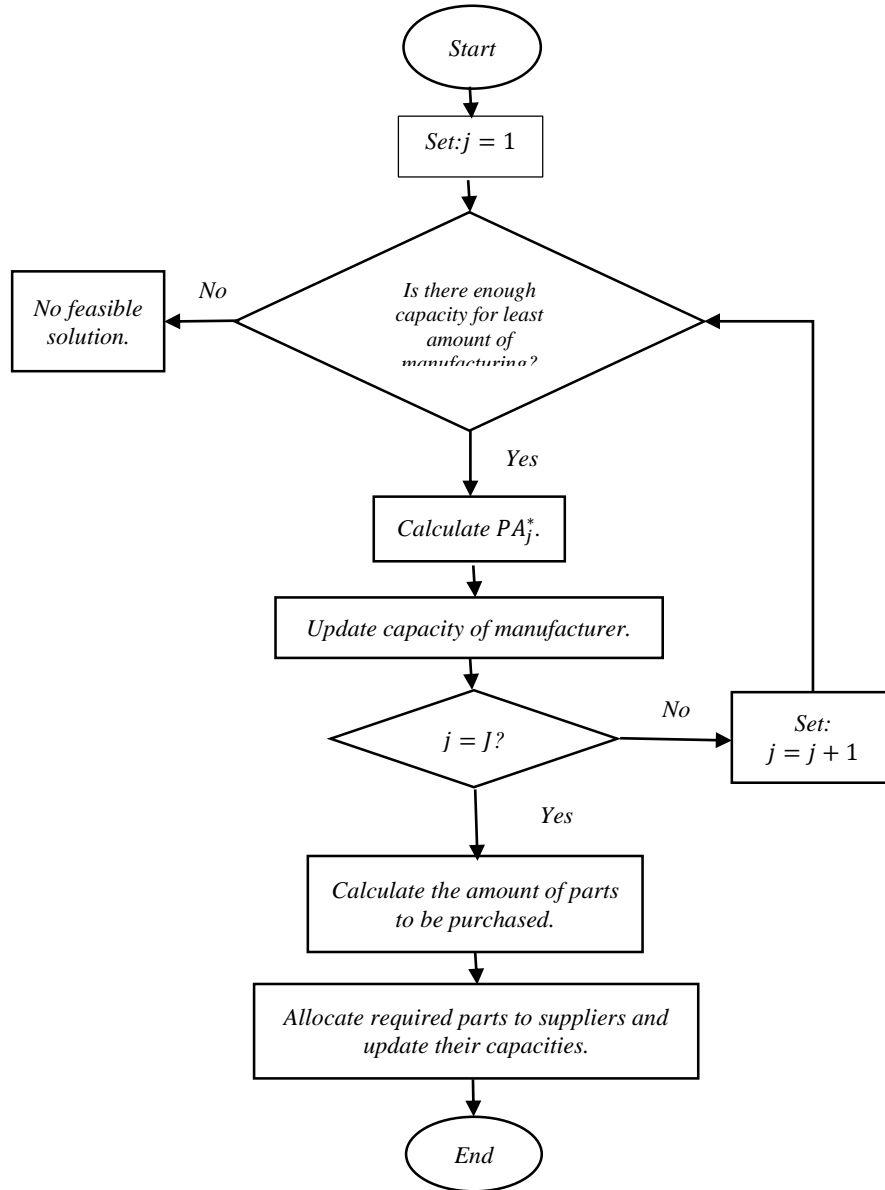 Start
Set:j = 1
Is there enough
capacity for least
amount of
manufacturing?
No
No feasible
solution.
Yes
Calculate PA*j.
Update capacity of manufacturer.
j = J?
No
Set:
j = j + 1
Yes
Calculate the amount of parts
to be purchased.
Allocate required parts to suppliers and
update their capacities.
End